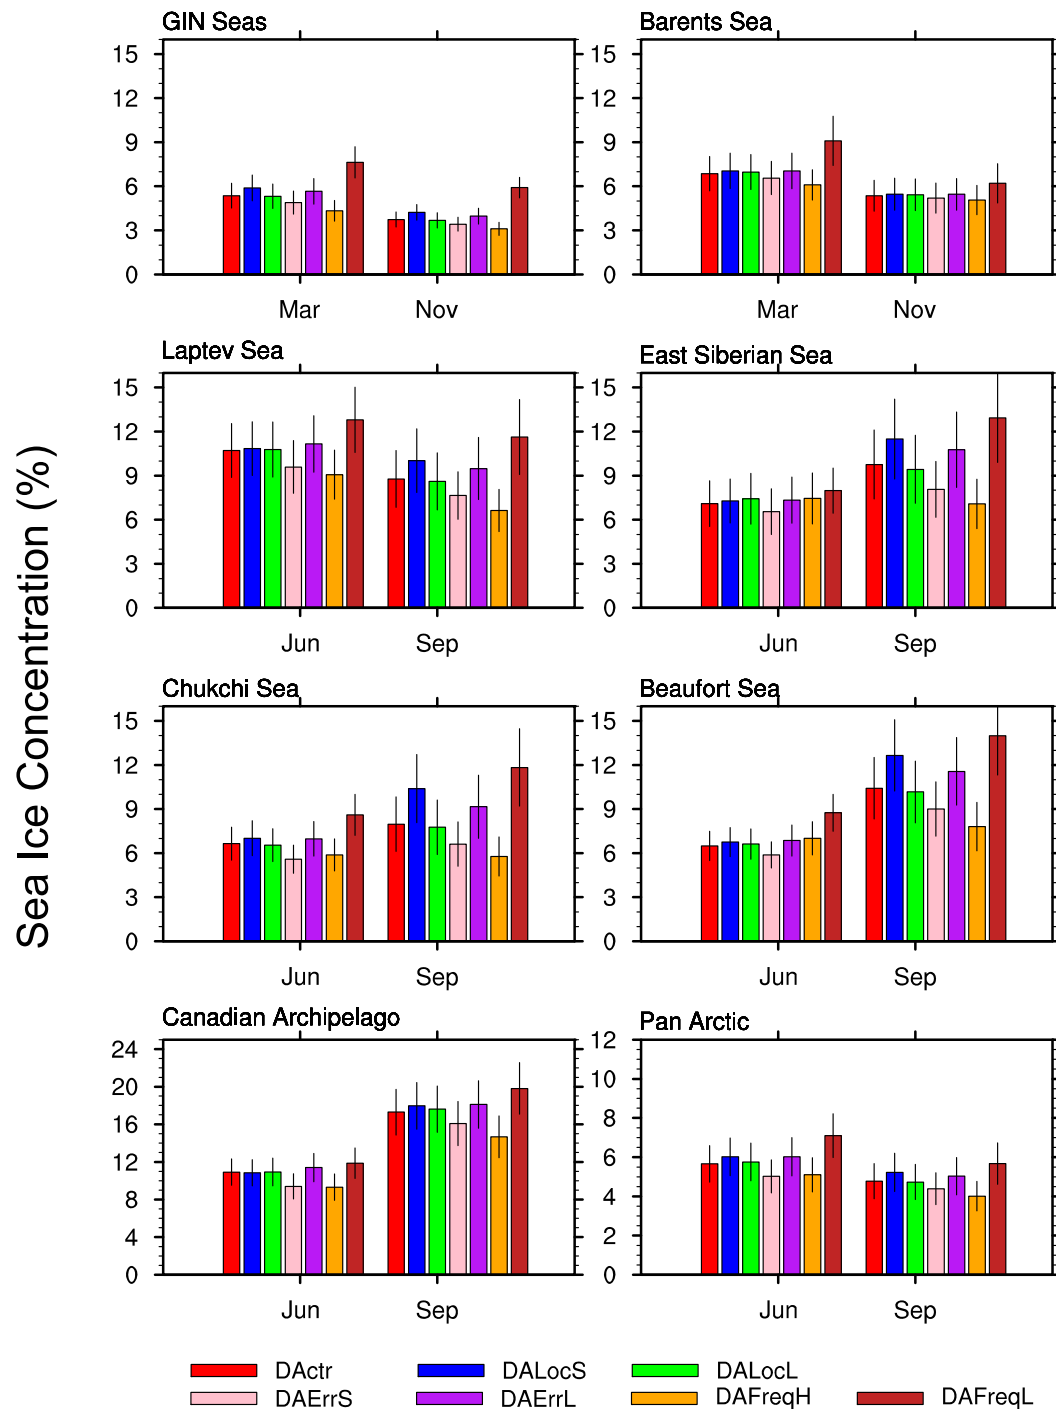 GIN Seas
Barents Sea
15
12
9
6
3
0
15
12
9
6
3
0
Mar
Nov
Mar
Nov
Laptev Sea
East Siberian Sea
15
12
9
6
3
0
15
12
9
6
3
0
Jun
Sep
Jun
Sep
Sea Ice Concentration (%)
Chukchi Sea
Beaufort Sea
15
12
9
6
3
0
15
12
9
6
3
0
Jun
Sep
Jun
Sep
Canadian Archipelago
Pan Arctic
24
20
16
12
8
4
0
12
10
8
6
4
2
0
Jun
Sep
Jun
Sep
DActr
DALocS
DALocL
DAErrS
DAErrL
DAFreqH
DAFreqL